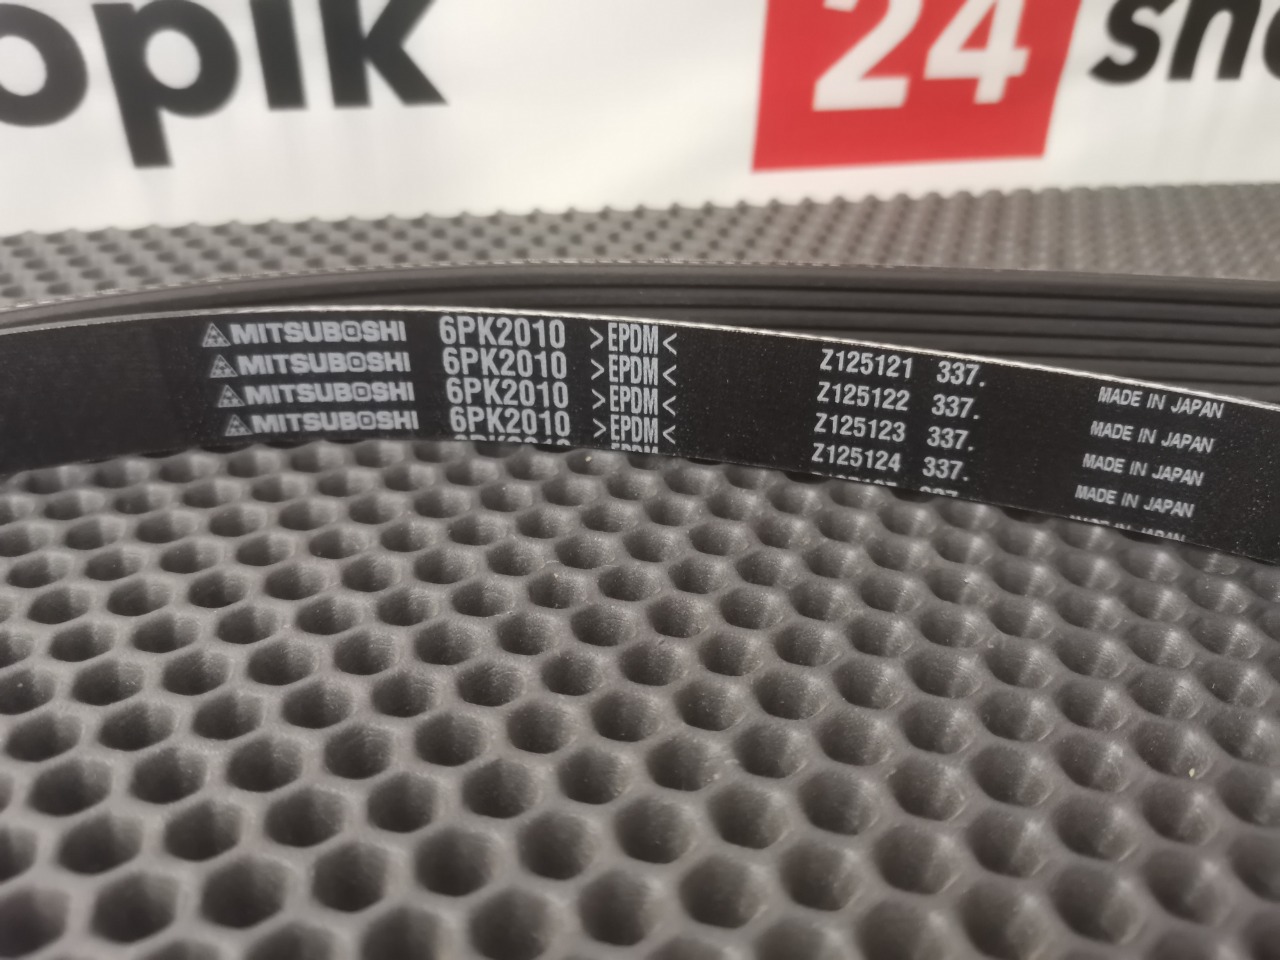 opik 24
MITSUBOSHI 6PK2010 >EPDM< Z125121 337. MADE IN JAPAN
MITSUBOSHI 6PK2010 >EPDM< Z125122 337. MADE IN JAPAN
MITSUBOSHI 6PK2010 >EPDM< Z125123 337. MADE IN JAPAN
MITSUBOSHI 6PK2010 >EPDM< Z125124 337. MADE IN JAPAN